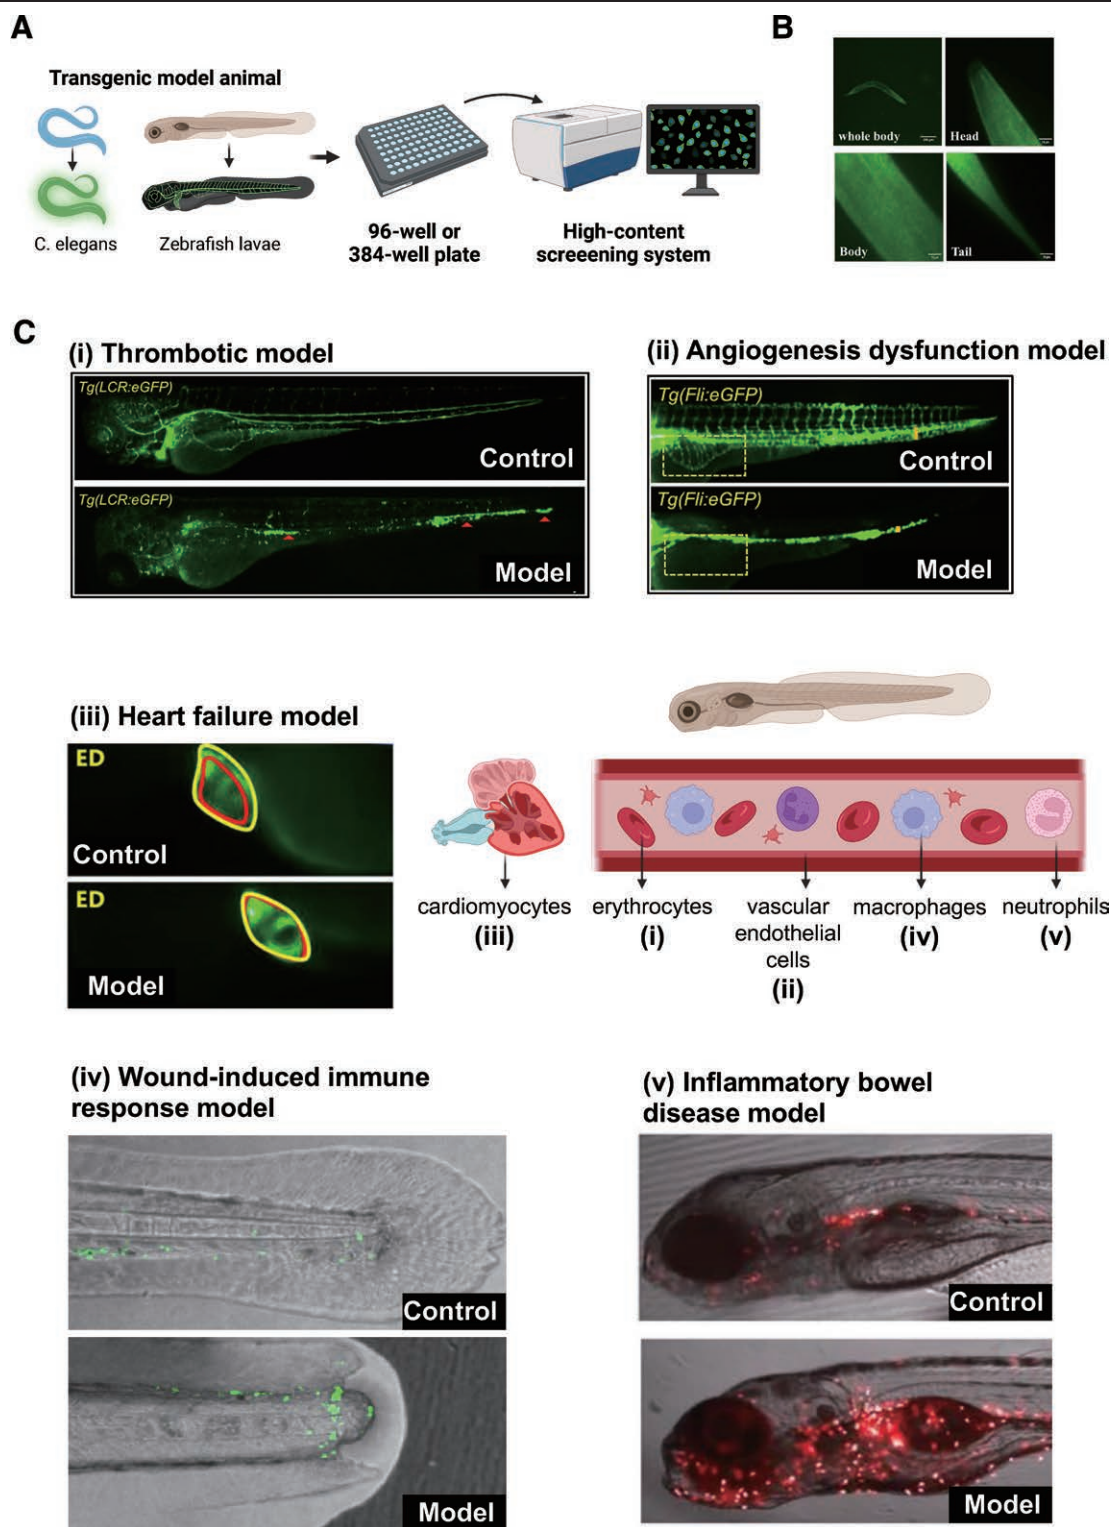 A
Transgenic model animal
C. elegans
Zebrafish lavae
96-well or
384-well plate
High-content
screeening system
B
whole body
Head
Body
Tail
C
(i) Thrombotic model
Tg(LCR:eGFP)
Control
Tg(LCR:eGFP)
Model
(ii) Angiogenesis dysfunction model
Tg(Fli:eGFP)
Control
Tg(Fli:eGFP)
Model
(iii) Heart failure model
ED
Control
ED
Model
cardiomyocytes
(iii)
erythrocytes
(i)
vascular
endothelial
cells
(ii)
macrophages
(iv)
neutrophils
(v)
(iv) Wound-induced immune
response model
Control
Model
(v) Inflammatory bowel
disease model
Control
Model